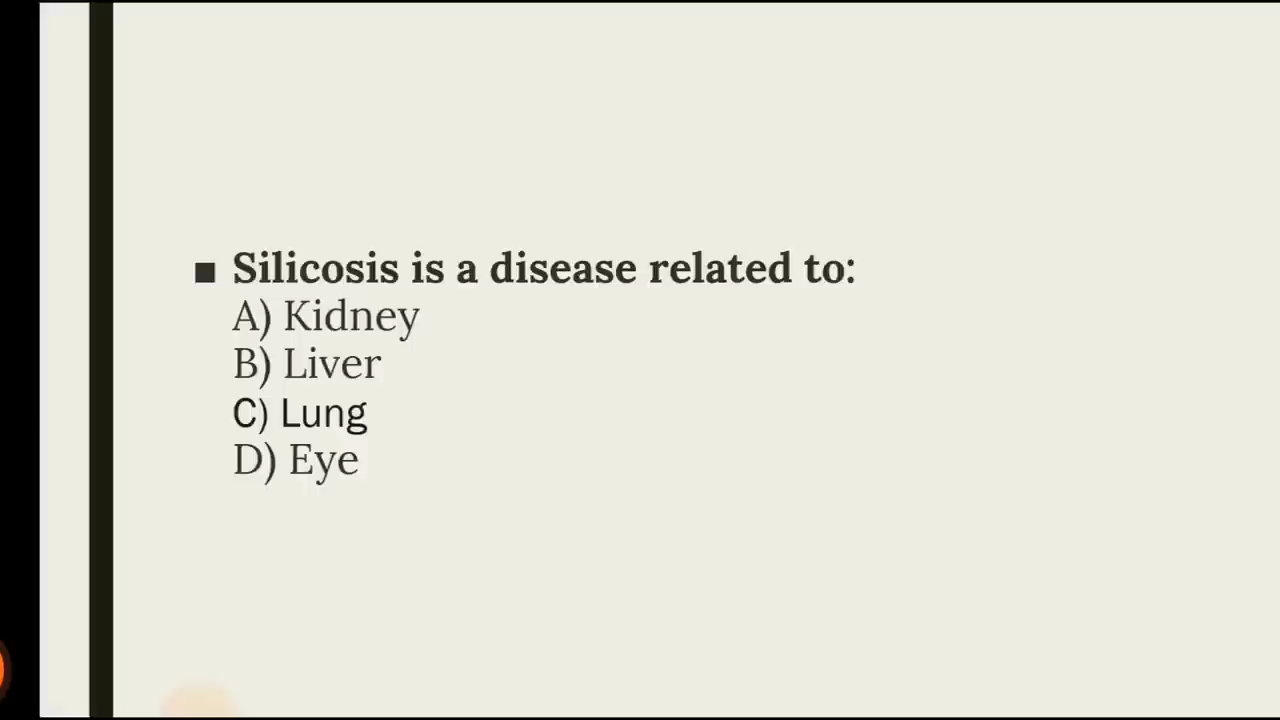 ■ Silicosis is a disease related to:
A) Kidney
B) Liver
C) Lung
D) Eye